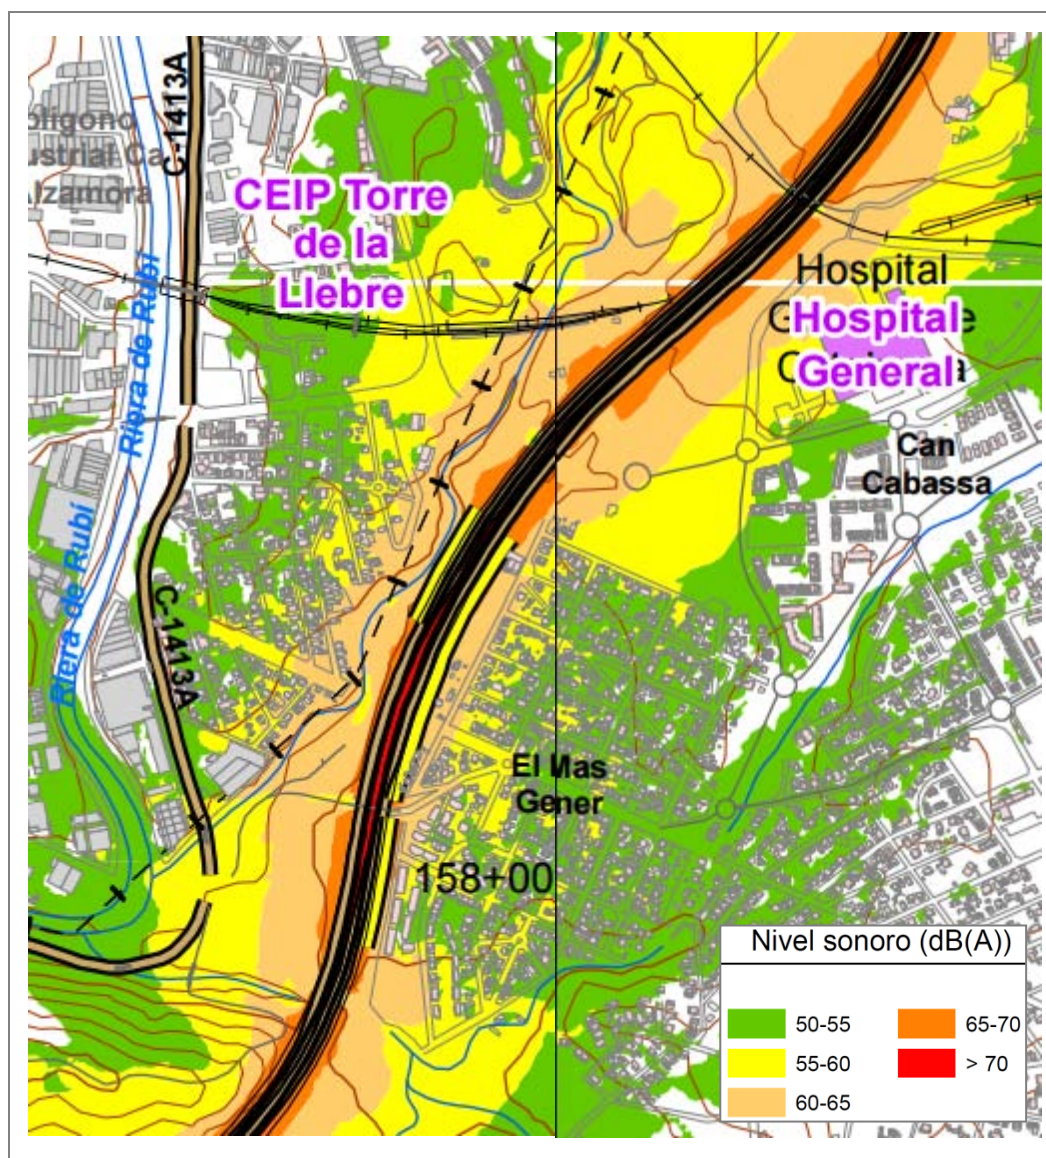 C-1413A
CEIP Torre
de la
Llebre
Riera de Rubí
Hospital
Hospital
General
Can
Cabassa
Riera de Rubí
C-1413A
El Mas
Gener
158+00
Nivel sonoro (dB(A))
50-55
65-70
55-60
> 70
60-65